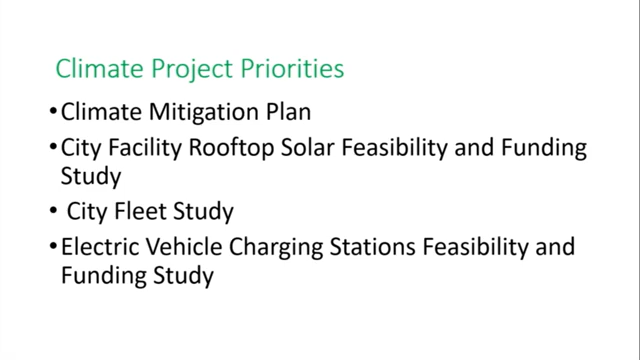 Climate Project Priorities
•Climate Mitigation Plan
•City Facility Rooftop Solar Feasibility and Funding
Study
• City Fleet Study
•Electric Vehicle Charging Stations Feasibility and
Funding Study